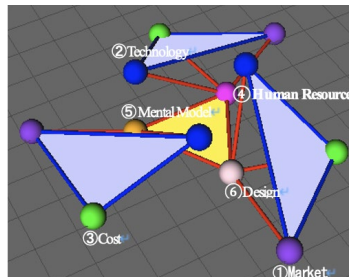 ②Technology↵
④ Human Resource
⑤Mental Model↵
⑥Design↵
③Cost↵
①Market↵